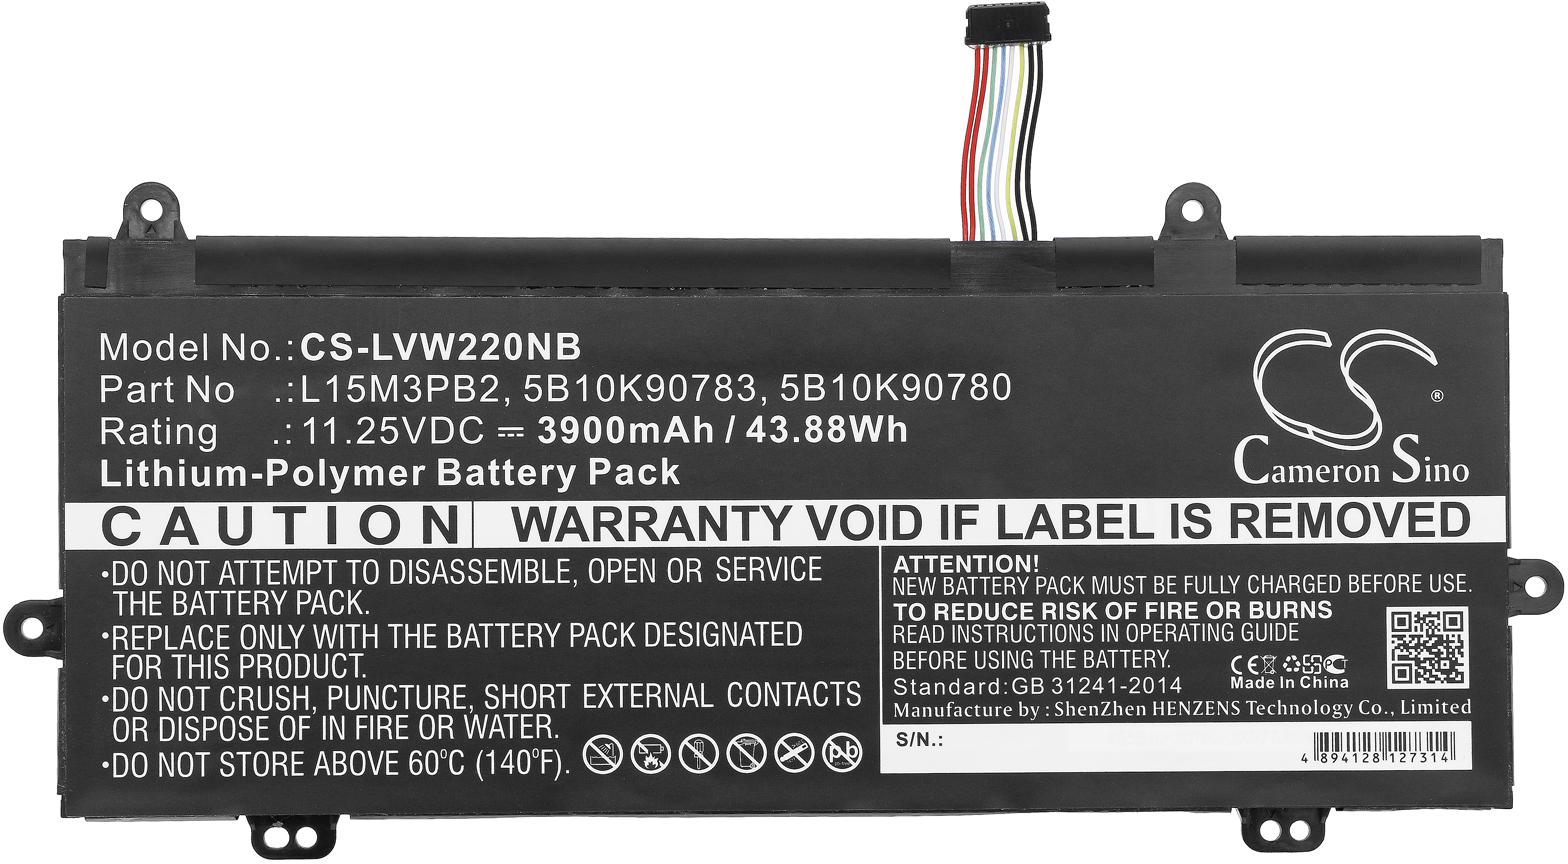 Model No.: CS-LVW220NB
Part No .: L15M3PB2, 5B10K90783, 5B10K90780
Rating .: 11.25VDC ⎓ 3900mAh / 43.88Wh
Lithium-Polymer Battery Pack
CS
®
Cameron Sino
CAUTION
WARRANTY VOID IF LABEL IS REMOVED
•DO NOT ATTEMPT TO DISASSEMBLE, OPEN OR SERVICE
THE BATTERY PACK.
•REPLACE ONLY WITH THE BATTERY PACK DESIGNATED
FOR THIS PRODUCT.
•DO NOT CRUSH, PUNCTURE, SHORT EXTERNAL CONTACTS
OR DISPOSE OF IN FIRE OR WATER.
•DO NOT STORE ABOVE 60°C (140°F).
pb
ATTENTION!
NEW BATTERY PACK MUST BE FULLY CHARGED BEFORE USE.
TO REDUCE RISK OF FIRE OR BURNS
READ INSTRUCTIONS IN OPERATING GUIDE
BEFORE USING THE BATTERY.
CE
Made In China
Standard:GB 31241-2014
Manufacture by : ShenZhen HENZENS Technology Co., Limited
S/N.:
4 894128 127314